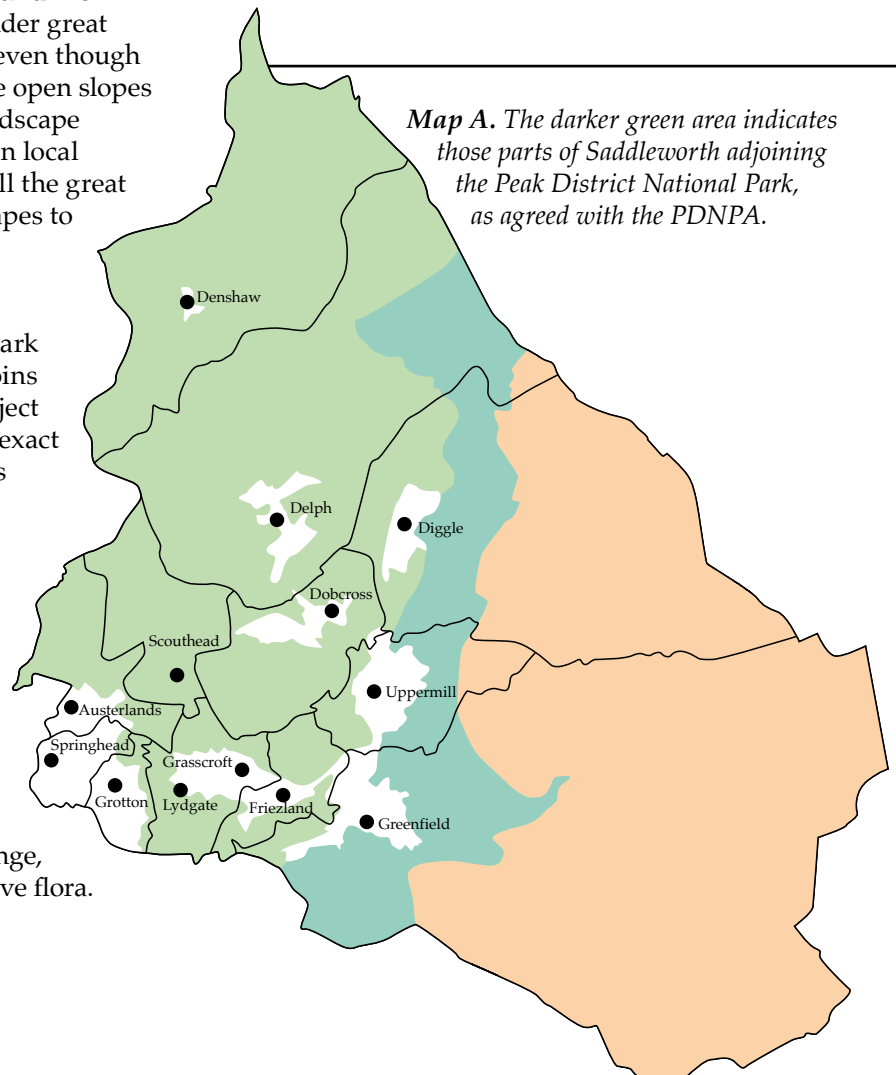 nder great
even though
e open slopes
dscape
n local
ll the great
apes to
ark
oins
ject
exact
s
nge,
ve flora.
Map A. The darker green area indicates
those parts of Saddleworth adjoining
the Peak District National Park,
as agreed with the PDNPA.
Denshaw
Delph
Diggle
Dobcross
Scouthead
Uppermill
Austerlands
Springhead
Grasscroft
Grotton
Lydgate
Friezland
Greenfield